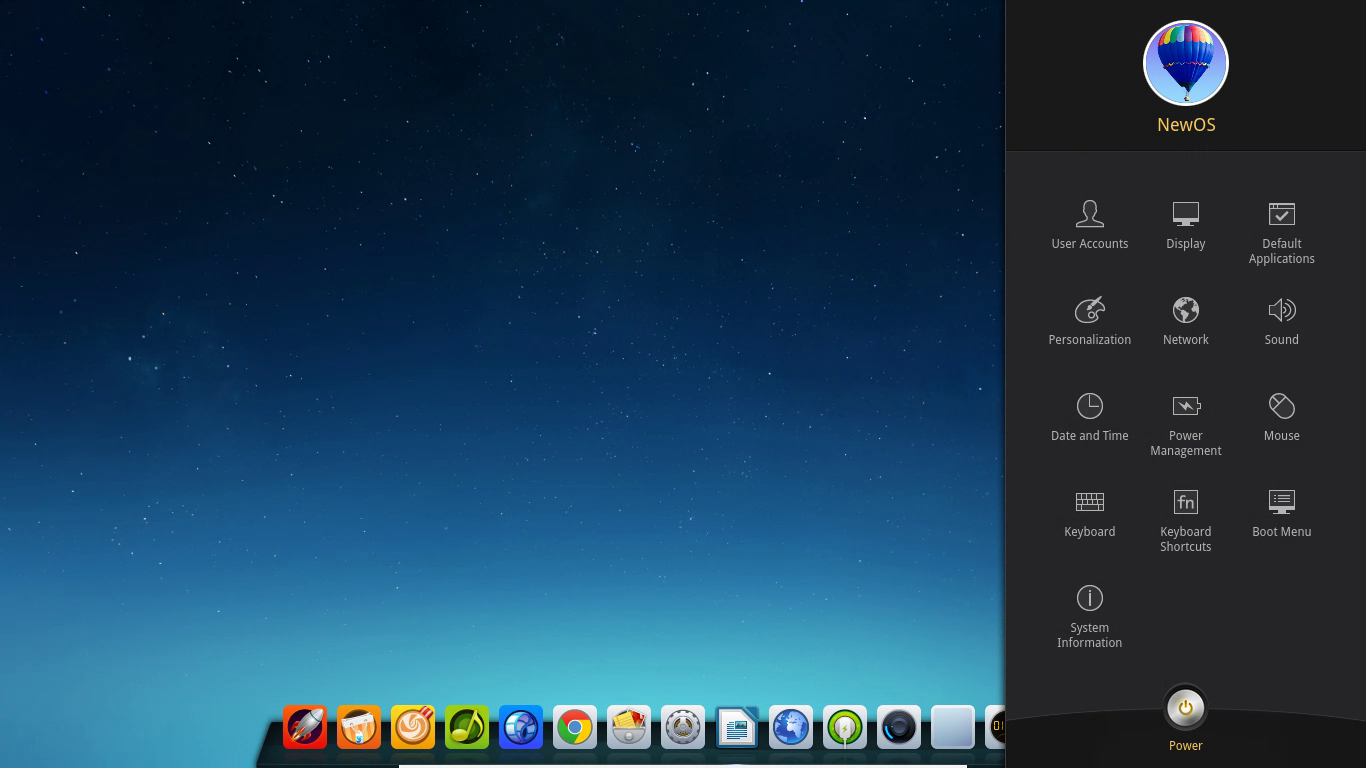 NewOS
User Accounts
Display
Default
Applications
Personalization
Network
Sound
Date and Time
Power
Management
Mouse
Keyboard
fn
Keyboard
Shortcuts
Boot Menu
System
Information
Power